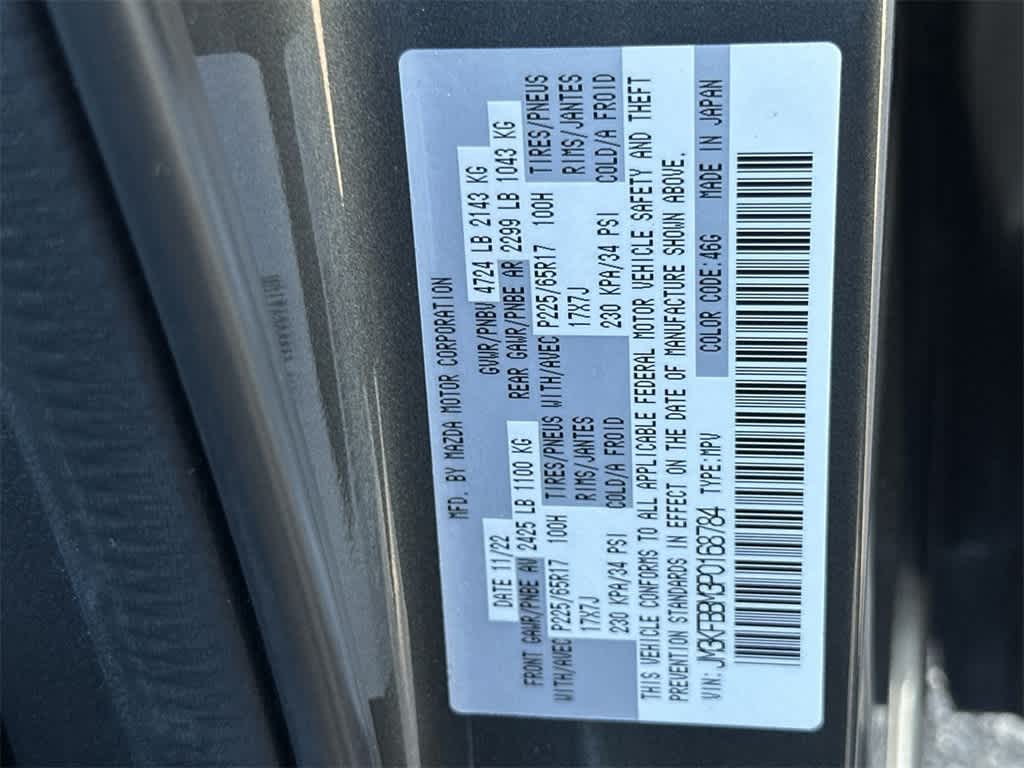 MFD. BY MAZDA MOTOR CORPORATION
DATE 11/22 GVWR/PNBV 4724 LB 2143 KG
FRONT GAWR/PNBE AV 2425 LB 1100 KG REAR GAWR/PNBE AR 2299 LB 1043 KG
WITH/AVEC P225/65R17 100H TIRES/PNEUS WITH/AVEC P225/65R17 100H TIRES/PNEUS
17X7J RIMS/JANTES 17X7J RIMS/JANTES
230 KPA/34 PSI COLD/A FROID 230 KPA/34 PSI COLD/A FROID
THIS VEHICLE CONFORMS TO ALL APPLICABLE FEDERAL MOTOR VEHICLE SAFETY AND THEFT
PREVENTION STANDARDS IN EFFECT ON THE DATE OF MANUFACTURE SHOWN ABOVE.
VIN: JM3KFBBM3P0168784 TYPE:MPV COLOR CODE:46G MADE IN JAPAN